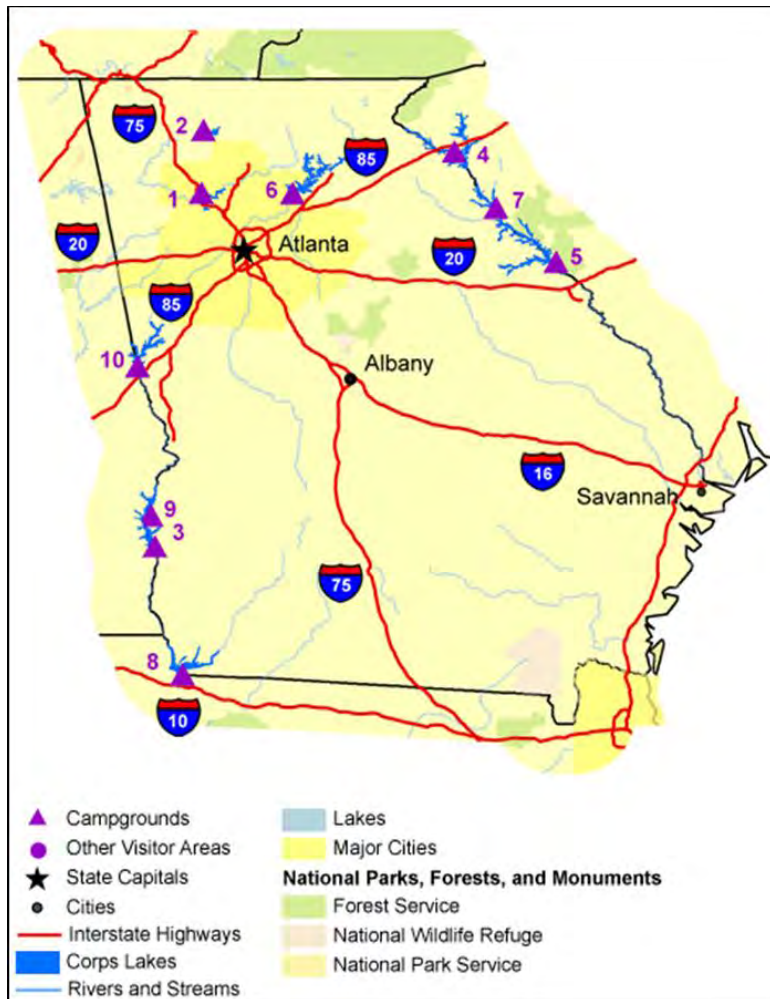 75
2
85
4
1
6
7
20
Atlanta
20
5
85
10
Albany
16
Savannah
9
3
75
8
10
Campgrounds
Other Visitor Areas
State Capitals
Cities
Interstate Highways
Corps Lakes
Rivers and Streams
Lakes
Major Cities
National Parks, Forests, and Monuments
Forest Service
National Wildlife Refuge
National Park Service